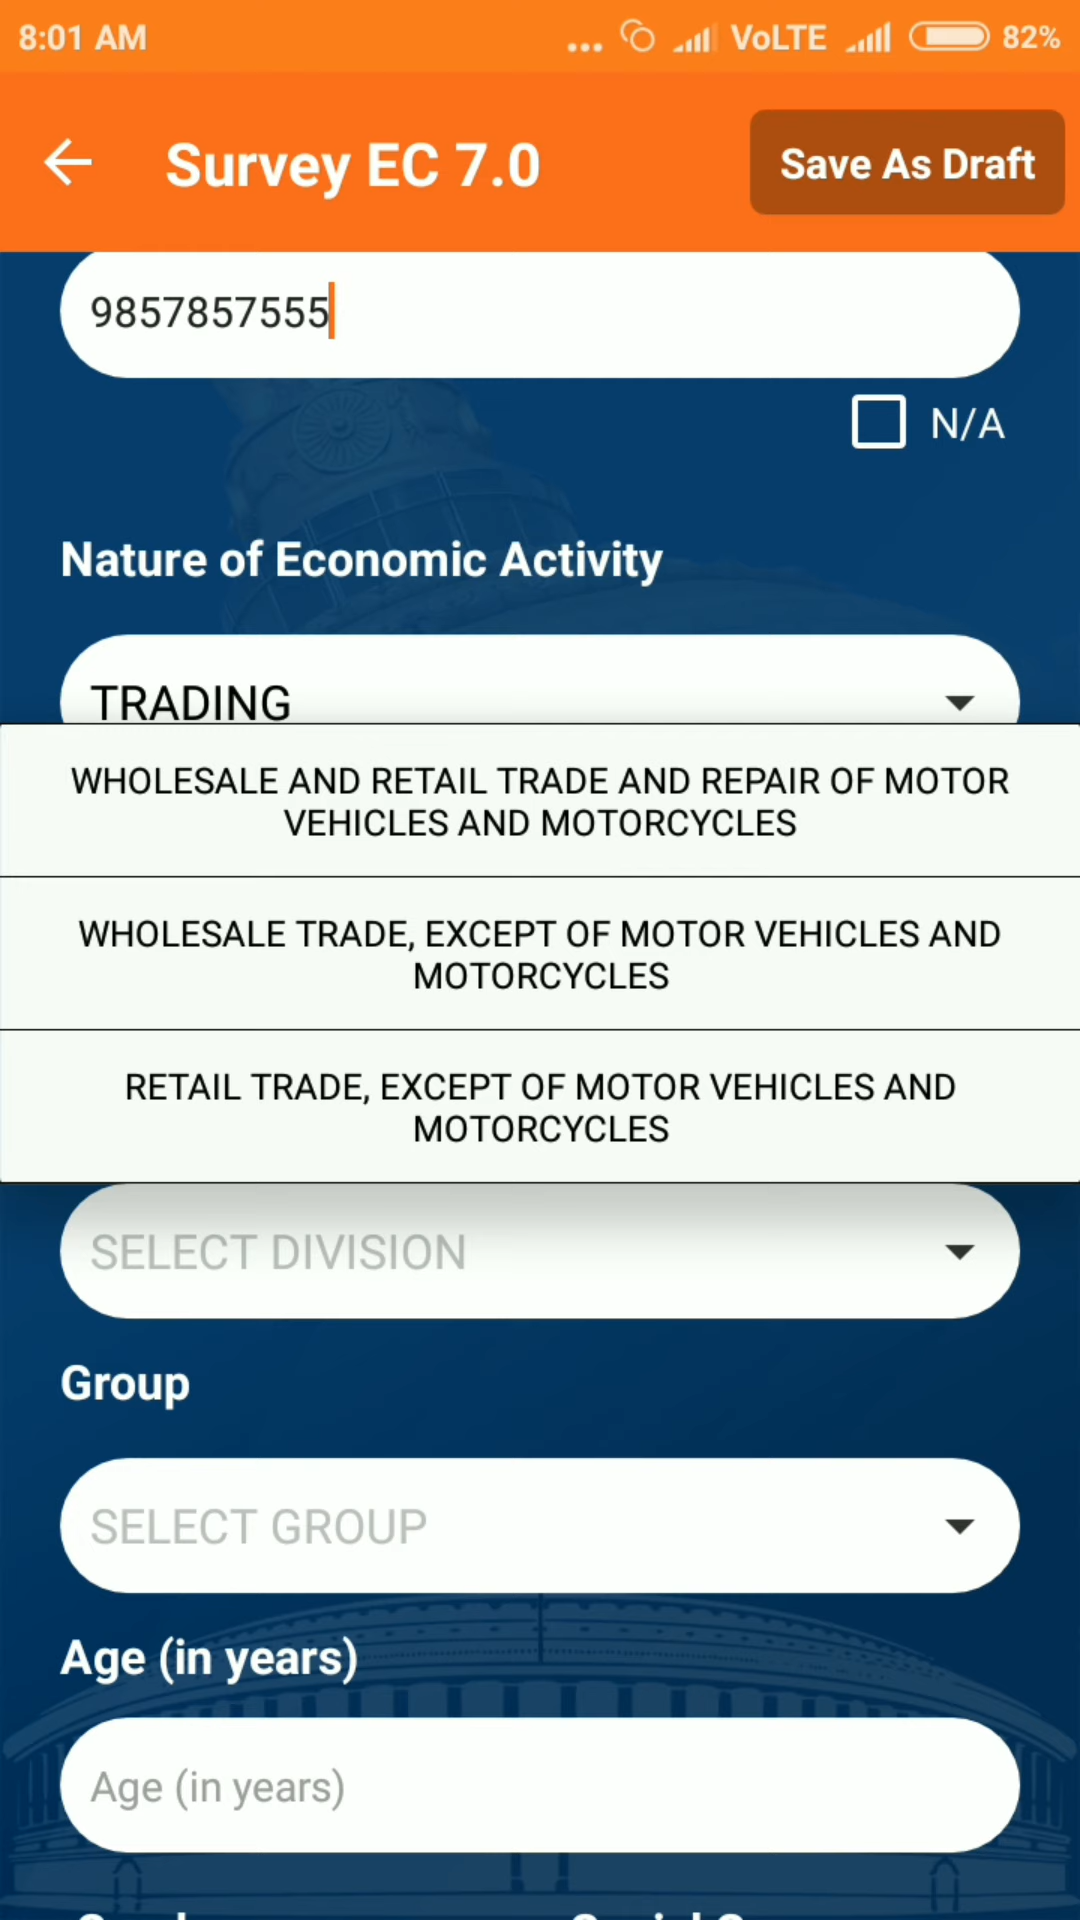 8:01 AM
... VoLTE 82%
Survey EC 7.0
Save As Draft
9857857555
N/A
Nature of Economic Activity
TRADING
WHOLESALE AND RETAIL TRADE AND REPAIR OF MOTOR
VEHICLES AND MOTORCYCLES
WHOLESALE TRADE, EXCEPT OF MOTOR VEHICLES AND
MOTORCYCLES
RETAIL TRADE, EXCEPT OF MOTOR VEHICLES AND
MOTORCYCLES
SELECT DIVISION
Group
SELECT GROUP
Age (in years)
Age (in years)